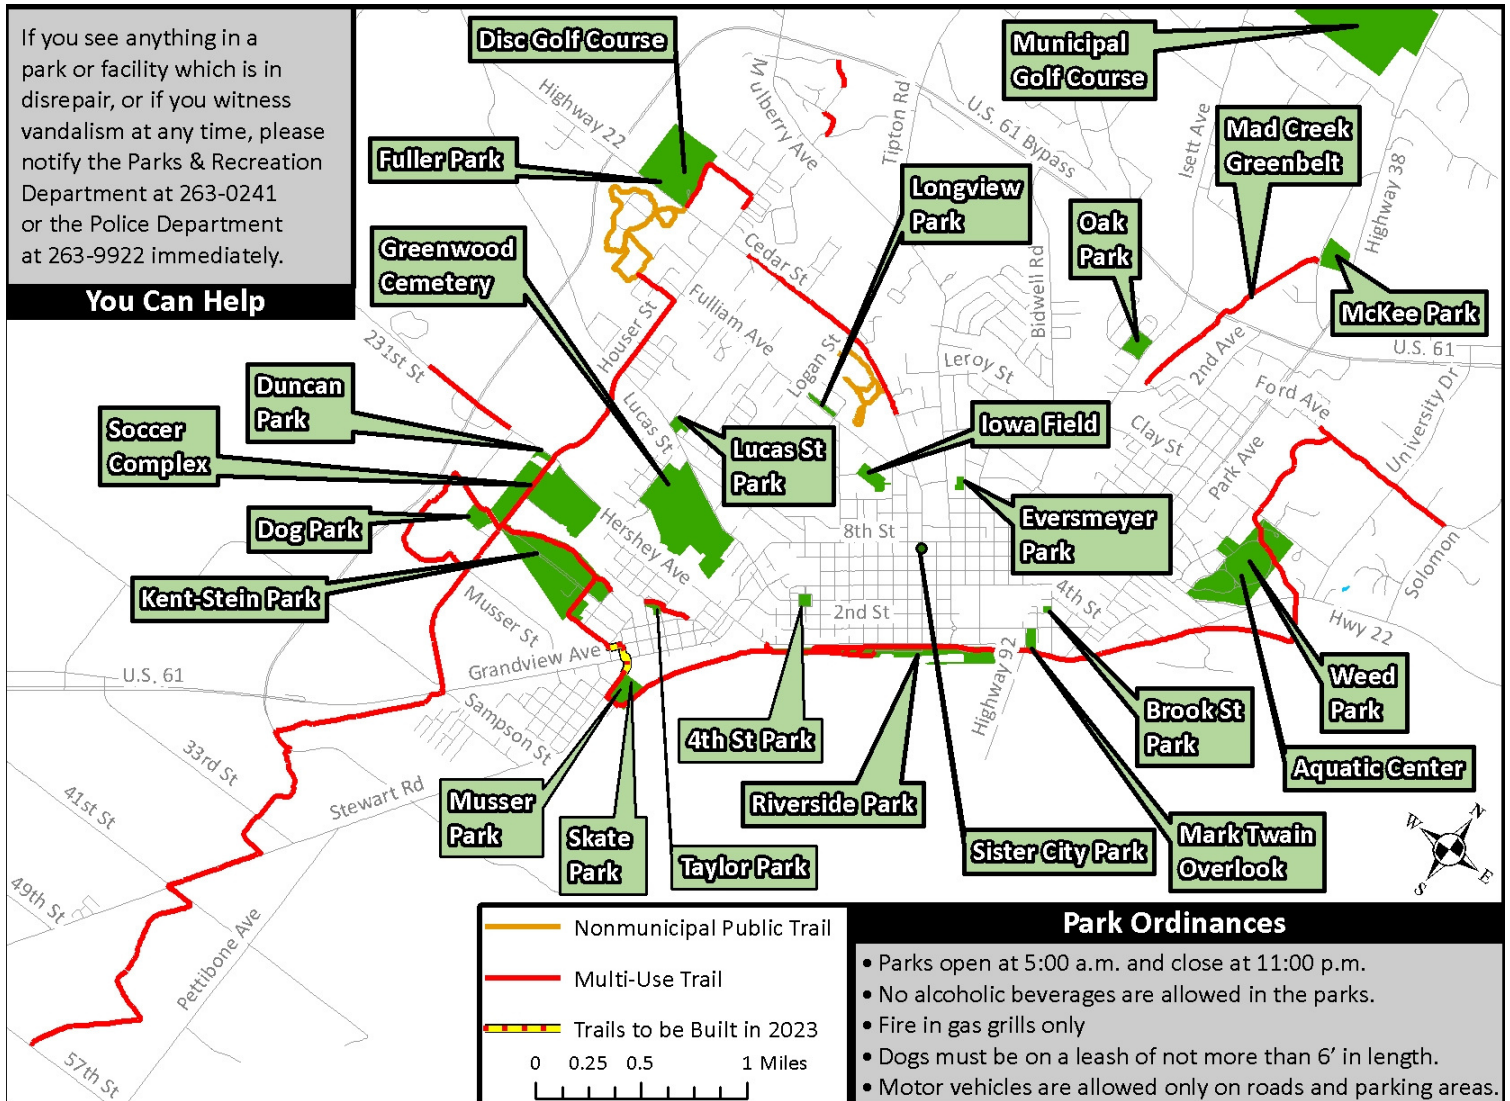 If you see anything in a
park or facility which is in
disrepair, or if you witness
vandalism at any time, please
notify the Parks & Recreation
Department at 263-0241
or the Police Department
at 263-9922 immediately.
You Can Help
Disc Golf Course
Municipal
Golf Course
Fuller Park
Greenwood
Cemetery
Longview
Park
Oak
Park
Mad Creek
Greenbelt
McKee Park
Duncan
Park
Soccer
Complex
Dog Park
Kent-Stein Park
Lucas St
Park
Iowa Field
Eversmeyer
Park
Weed
Park
Aquatic Center
Brook St
Park
Mark Twain
Overlook
Sister City Park
Riverside Park
4th St Park
Taylor Park
Skate
Park
Musser
Park
Highway 22
Mulberry Ave
Tipton Rd
U.S. 61 Bypass
Isett Ave
Highway 38
Cedar St
Bidwell Rd
Fulliam Ave
Houser St
Logan St
Leroy St
2nd Ave
U.S. 61
Ford Ave
University Dr
231st St
Lucas St
Clay St
Park Ave
Hershey Ave
8th St
Solomon
Musser St
2nd St
4th St
Hwy 22
Grandview Ave
U.S. 61
Highway 92
Sampson St
33rd St
Stewart Rd
41st St
49th St
Pettibone Ave
57th St
N
W
E
S
Nonmunicipal Public Trail
Multi-Use Trail
Trails to be Built in 2023
0 0.25 0.5 1 Miles
Park Ordinances
• Parks open at 5:00 a.m. and close at 11:00 p.m.
• No alcoholic beverages are allowed in the parks.
• Fire in gas grills only
• Dogs must be on a leash of not more than 6’ in length.
• Motor vehicles are allowed only on roads and parking areas.